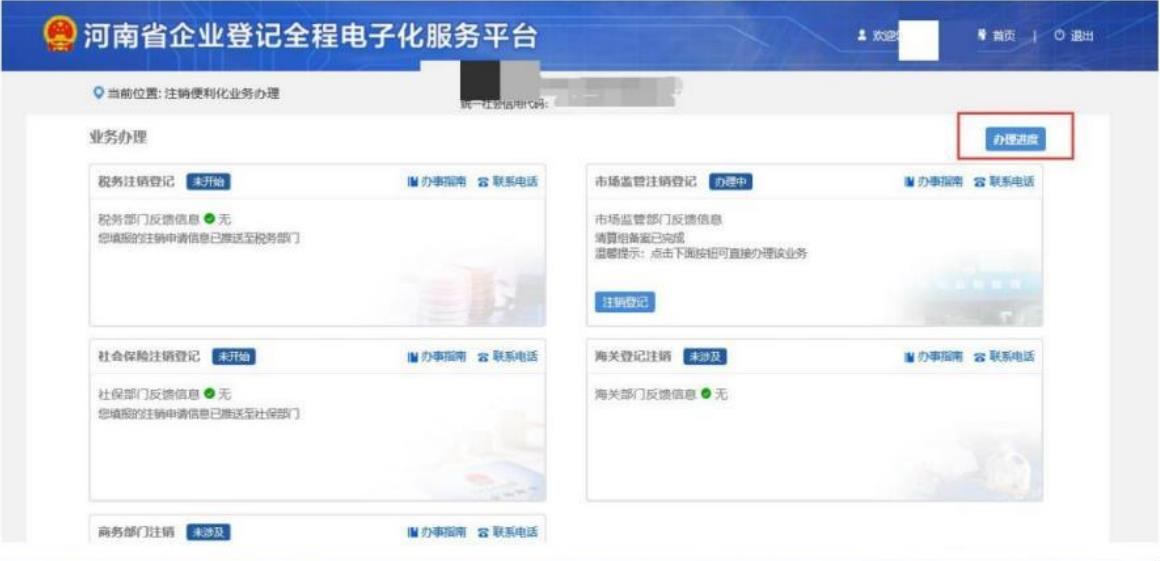 河南省企业登记全程电子化服务平台
欢迎 首页 | 退出
当前位置: 注销便利化业务办理
统一社会信用代码:
业务办理
办理进度
税务注销登记 未开始 办事指南 联系电话
税务部门反馈信息 无
您填报的注销申请信息已推送至税务部门
市场监管注销登记 办理中 办事指南 联系电话
市场监管部门反馈信息
清算组备案已完成
温馨提示：点击下面按钮可直接办理该业务
注销登记
社会保险注销登记 未开始 办事指南 联系电话
社保部门反馈信息 无
您填报的注销申请信息已推送至社保部门
海关登记注销 未涉及 办事指南 联系电话
海关部门反馈信息 无
商务部门注销 未涉及 办事指南 联系电话